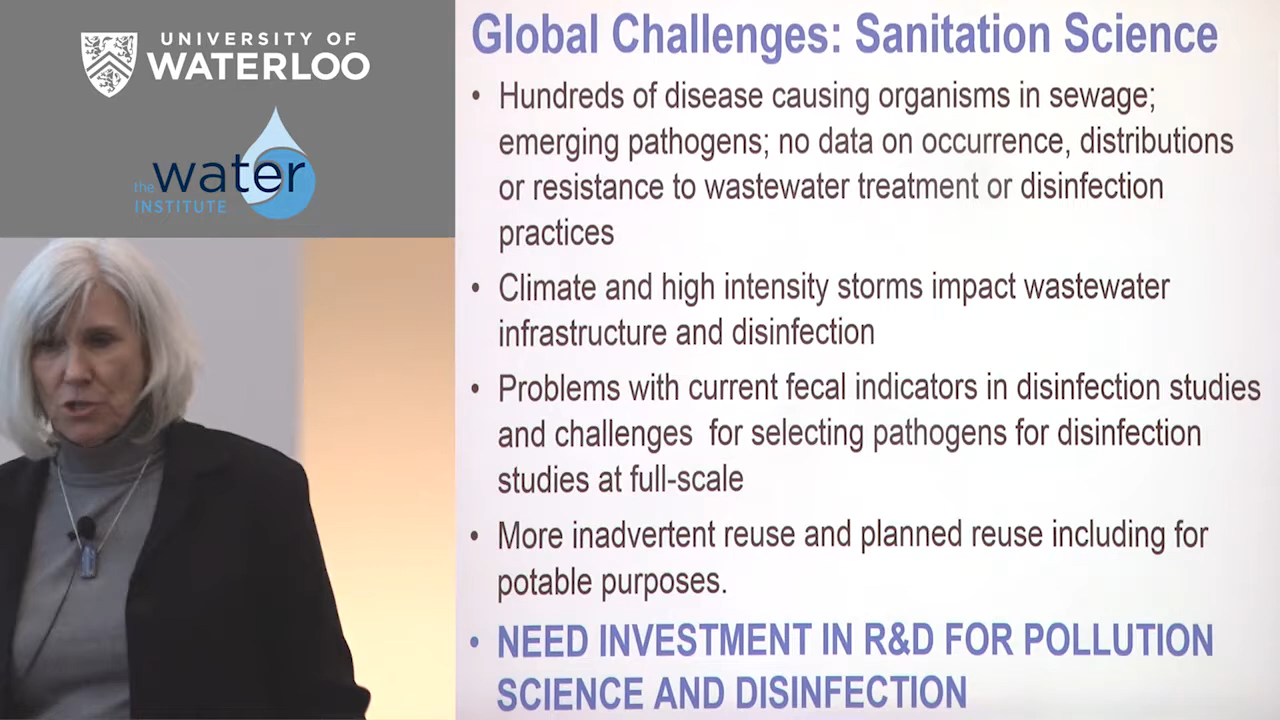 UNIVERSITY OF
WATERLOO
the water
INSTITUTE
Global Challenges: Sanitation Science
• Hundreds of disease causing organisms in sewage;
emerging pathogens; no data on occurrence, distributions
or resistance to wastewater treatment or disinfection
practices
• Climate and high intensity storms impact wastewater
infrastructure and disinfection
• Problems with current fecal indicators in disinfection studies
and challenges for selecting pathogens for disinfection
studies at full-scale
• More inadvertent reuse and planned reuse including for
potable purposes.
• NEED INVESTMENT IN R&D FOR POLLUTION
SCIENCE AND DISINFECTION